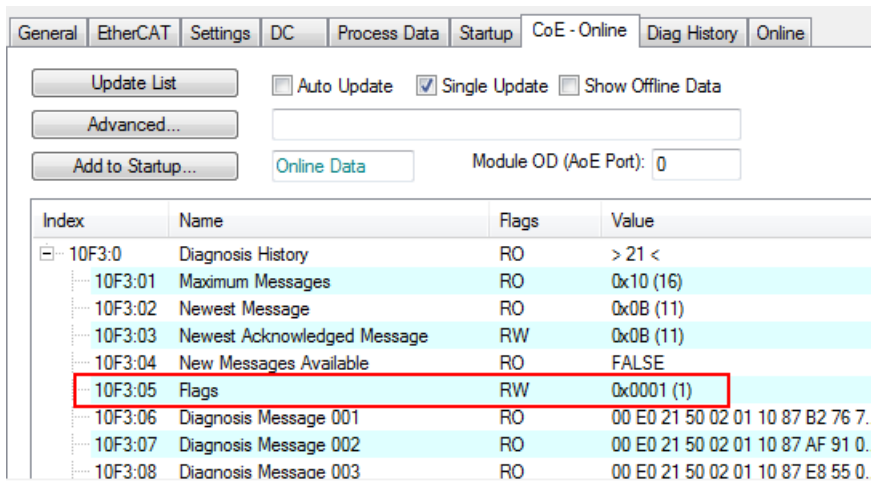 General EtherCAT Settings DC Process Data Startup CoE - Online Diag History Online
Update List Auto Update Single Update Show Offline Data
Advanced...
Add to Startup... Online Data Module OD (AoE Port): 0
Index Name Flags Value
10F3:0 Diagnosis History RO > 21 <
10F3:01 Maximum Messages RO 0x10 (16)
10F3:02 Newest Message RO 0x0B (11)
10F3:03 Newest Acknowledged Message RW 0x0B (11)
10F3:04 New Messages Available RO FALSE
10F3:05 Flags RW 0x0001 (1)
10F3:06 Diagnosis Message 001 RO 00 E0 21 50 02 01 10 87 B2 76 7...
10F3:07 Diagnosis Message 002 RO 00 E0 21 50 02 01 10 87 AF 91 0...
10F3:08 Diagnosis Message 003 RO 00 E0 21 50 02 01 10 87 E8 55 0...